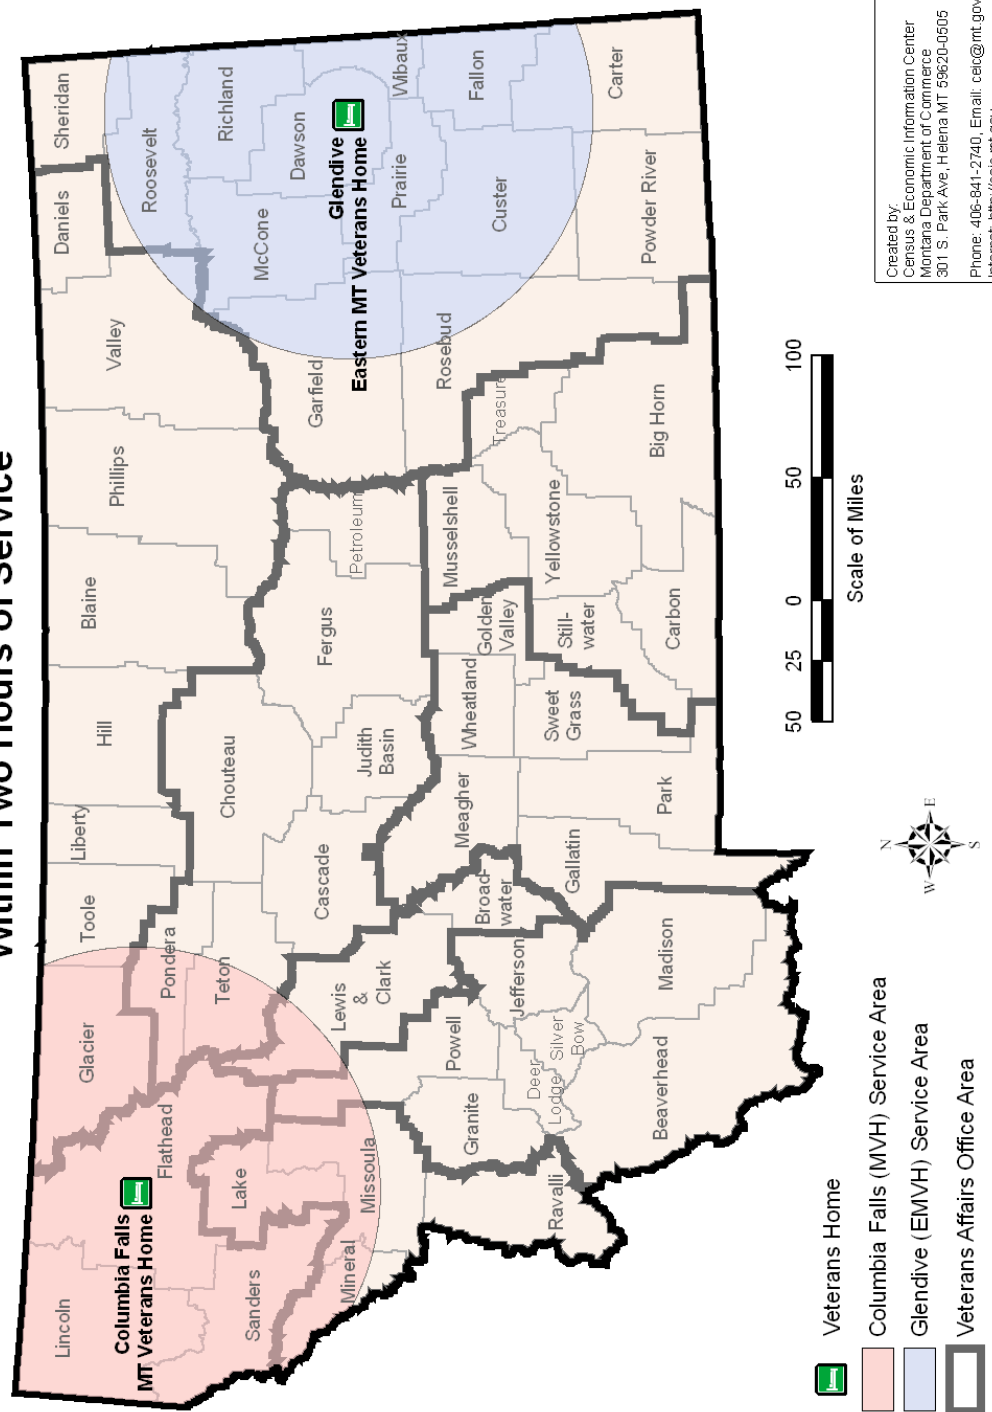 Within Two Hours of Service
Lincoln
Flathead
Glacier
Toole
Liberty
Hill
Blaine
Phillips
Valley
Daniels
Sheridan
Roosevelt
Richland
McCone
Dawson
Glendive
Eastern MT Veterans Home
Wibaux
Prairie
Fallon
Custer
Carter
Powder River
Garfield
Rosebud
Treasure
Big Horn
Petroleum
Fergus
Musselshell
Yellowstone
Golden
Valley
Still-
water
Carbon
Wheatland
Sweet
Grass
Judith
Basin
Chouteau
Cascade
Meagher
Park
Gallatin
Broad-
water
Pondera
Teton
Lewis
&
Clark
Jefferson
Madison
Powell
Silver
Bow
Deer
Lodge
Beaverhead
Granite
Missoula
Ravalli
Lake
Sanders
Mineral
Columbia Falls
MT Veterans Home
Veterans Home
Columbia Falls (MVH) Service Area
Glendive (EMVH) Service Area
Veterans Affairs Office Area
N
W
E
S
50
25
0
50
100
Scale of Miles
Created by:
Census & Economic Information Center
Montana Department of Commerce
301 S. Park Ave, Helena MT 59620-0505
Phone: 406-841-2740, Email: ceic@mt.gov